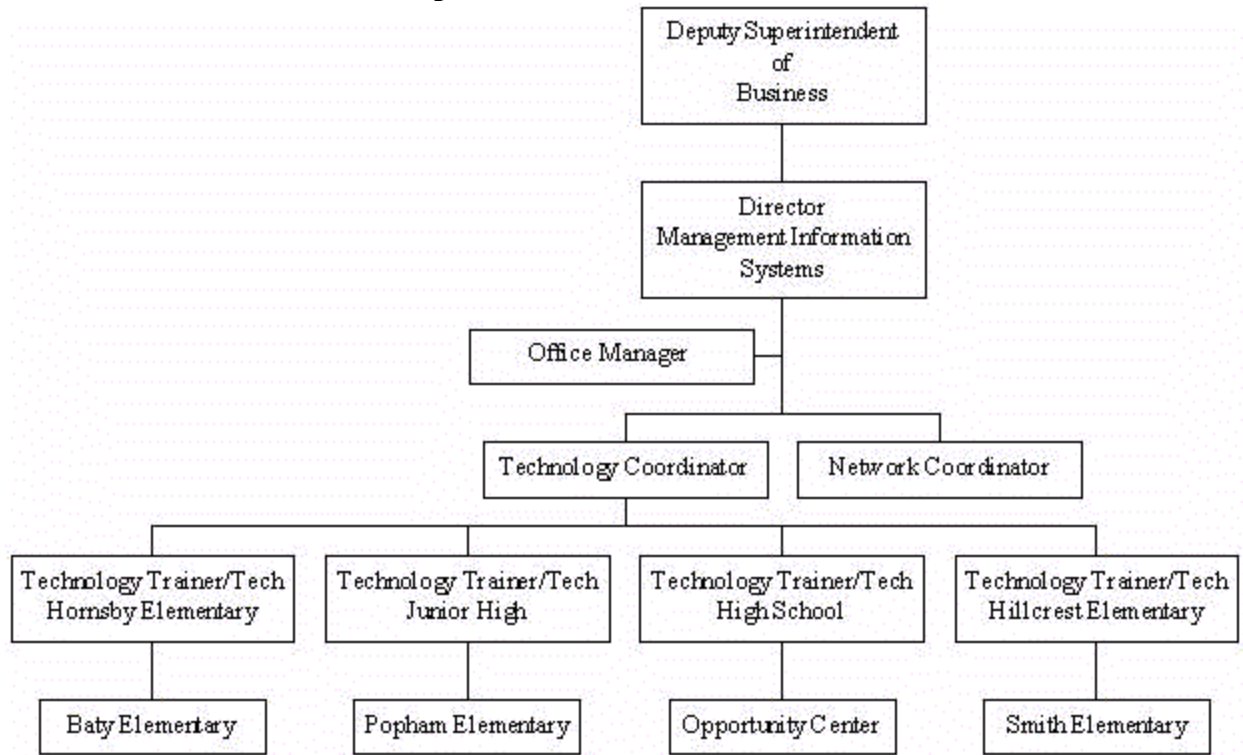 Deputy Superintendent
of
Business
Director
Management Information
Systems
Office Manager
Technology Coordinator
Network Coordinator
Technology Trainer/Tech
Hornsby Elementary
Technology Trainer/Tech
Junior High
Technology Trainer/Tech
High School
Technology Trainer/Tech
Hillcrest Elementary
Baty Elementary
Popham Elementary
Opportunity Center
Smith Elementary